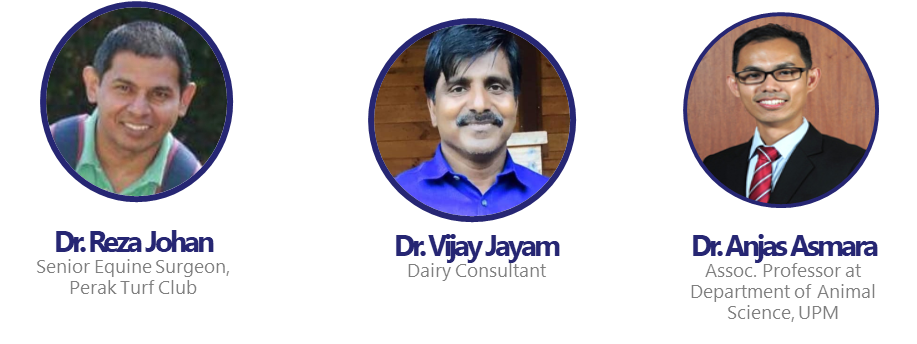 Dr. Reza Johan
Senior Equine Surgeon,
Perak Turf Club
Dr. Vijay Jayam
Dairy Consultant
Dr. Anjas Asmara
Assoc. Professor at
Department of Animal
Science, UPM